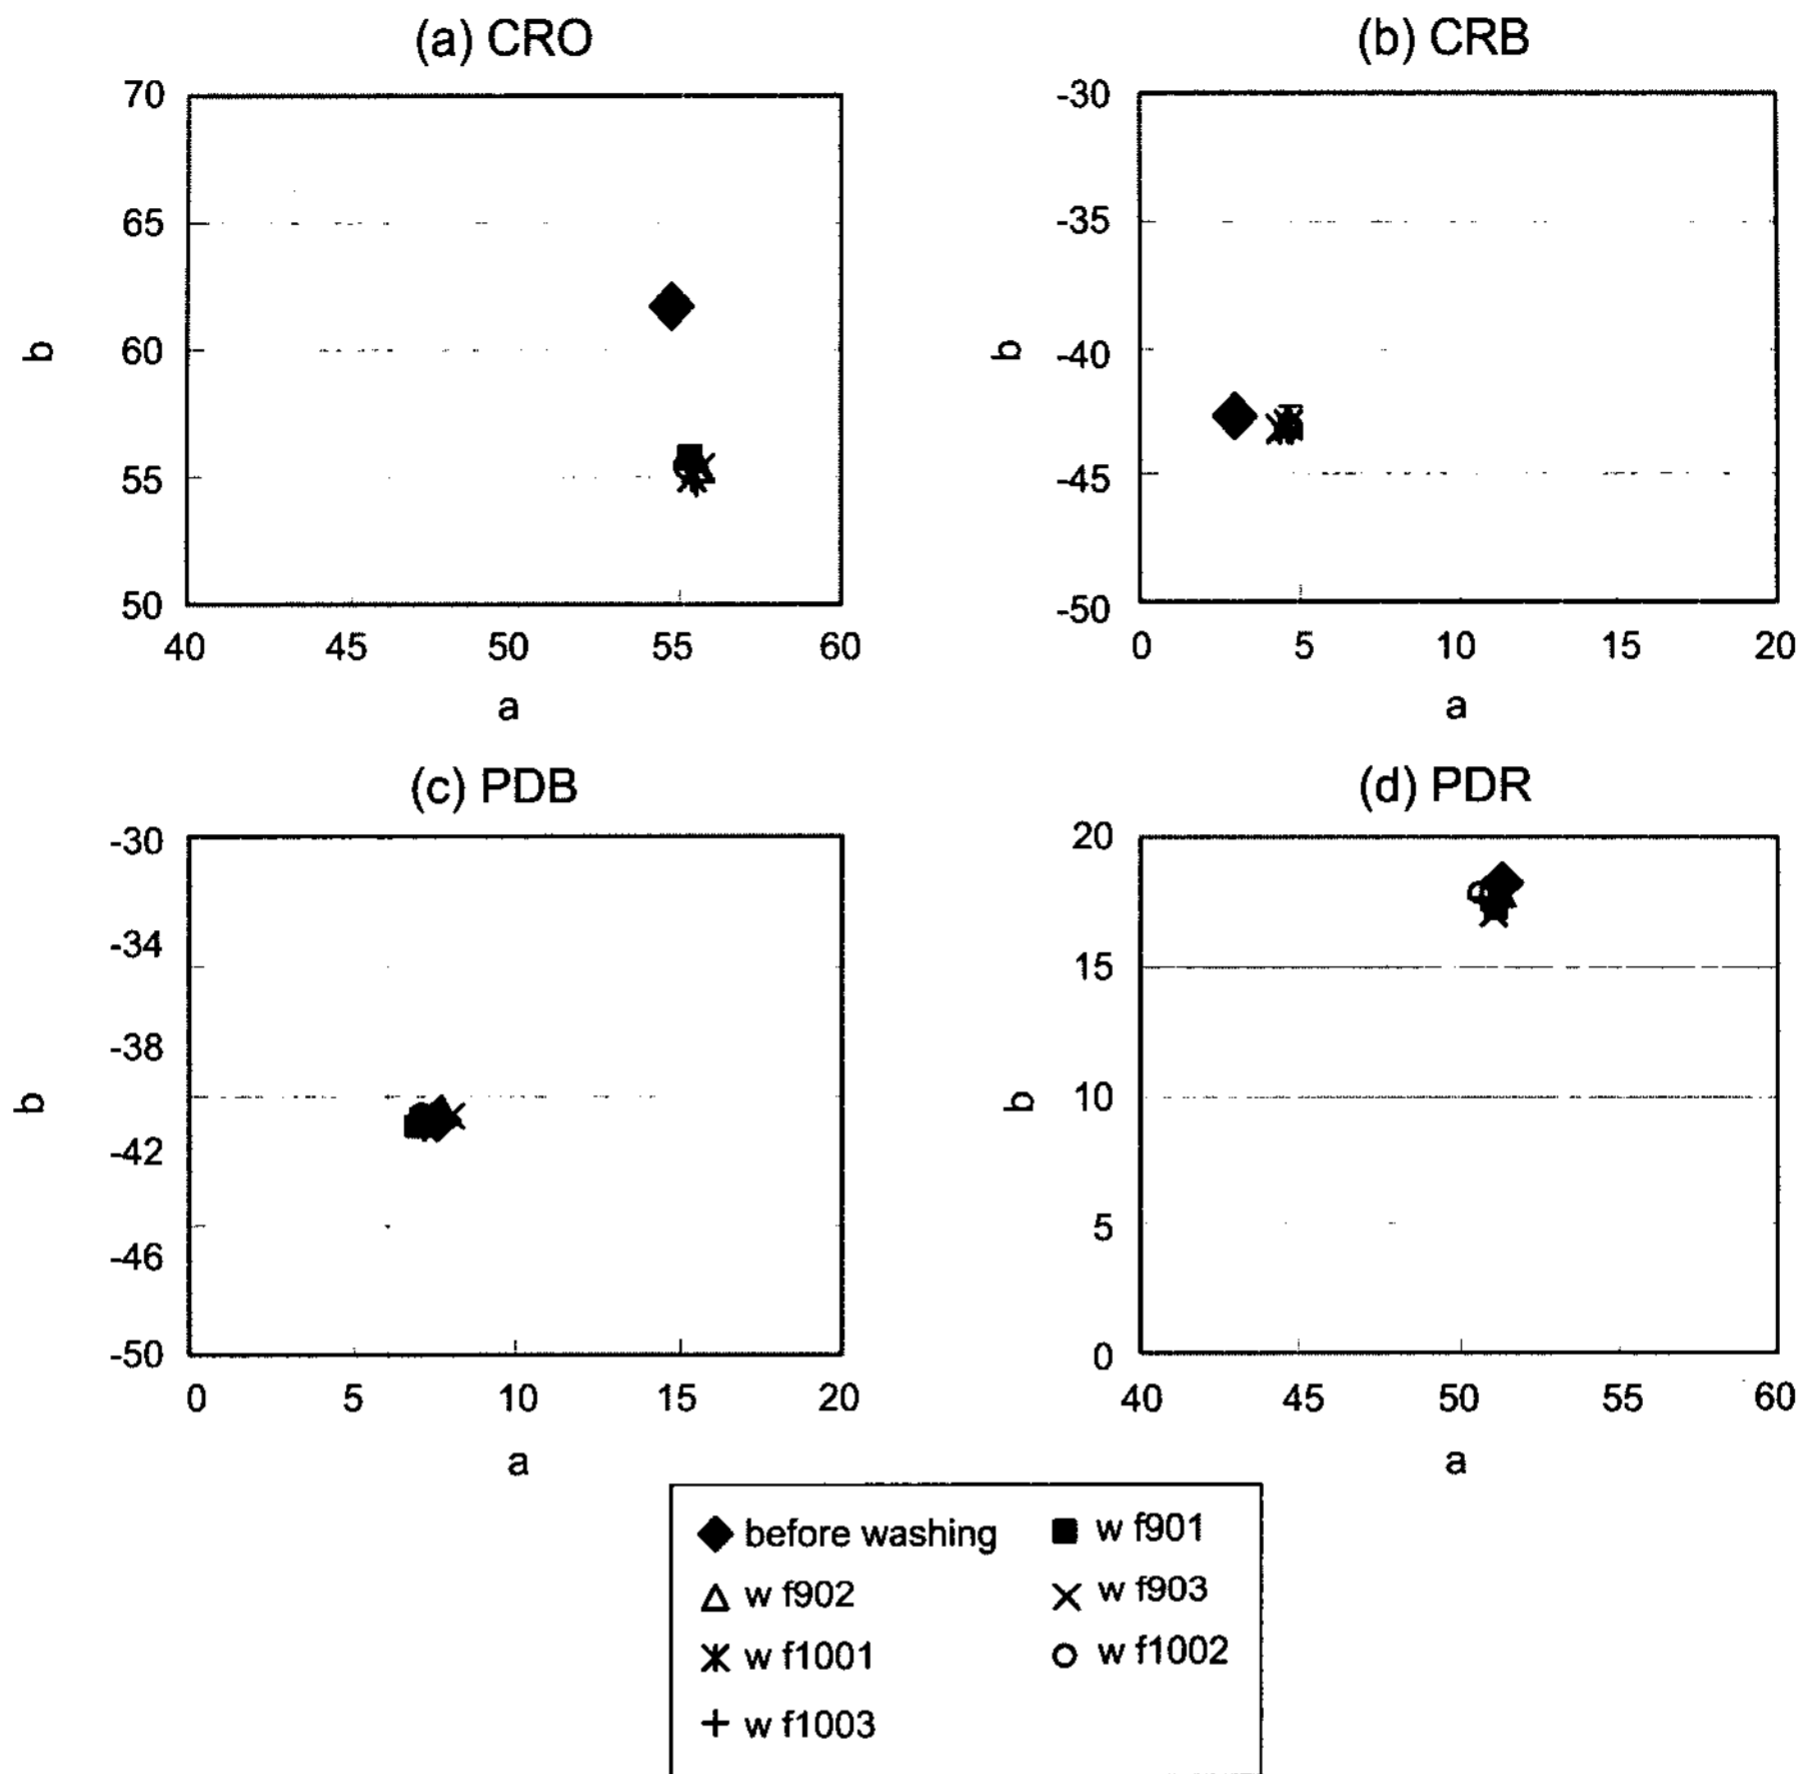 (a) CRO
70
65
60
55
50
b
40 45 50 55 60
a
(b) CRB
-30
-35
-40
-45
-50
b
0 5 10 15 20
a
(c) PDB
-30
-34
-38
-42
-46
-50
b
0 5 10 15 20
a
(d) PDR
20
15
10
5
0
b
40 45 50 55 60
a
before washing w f901
w f902 w f903
w f1001 w f1002
w f1003